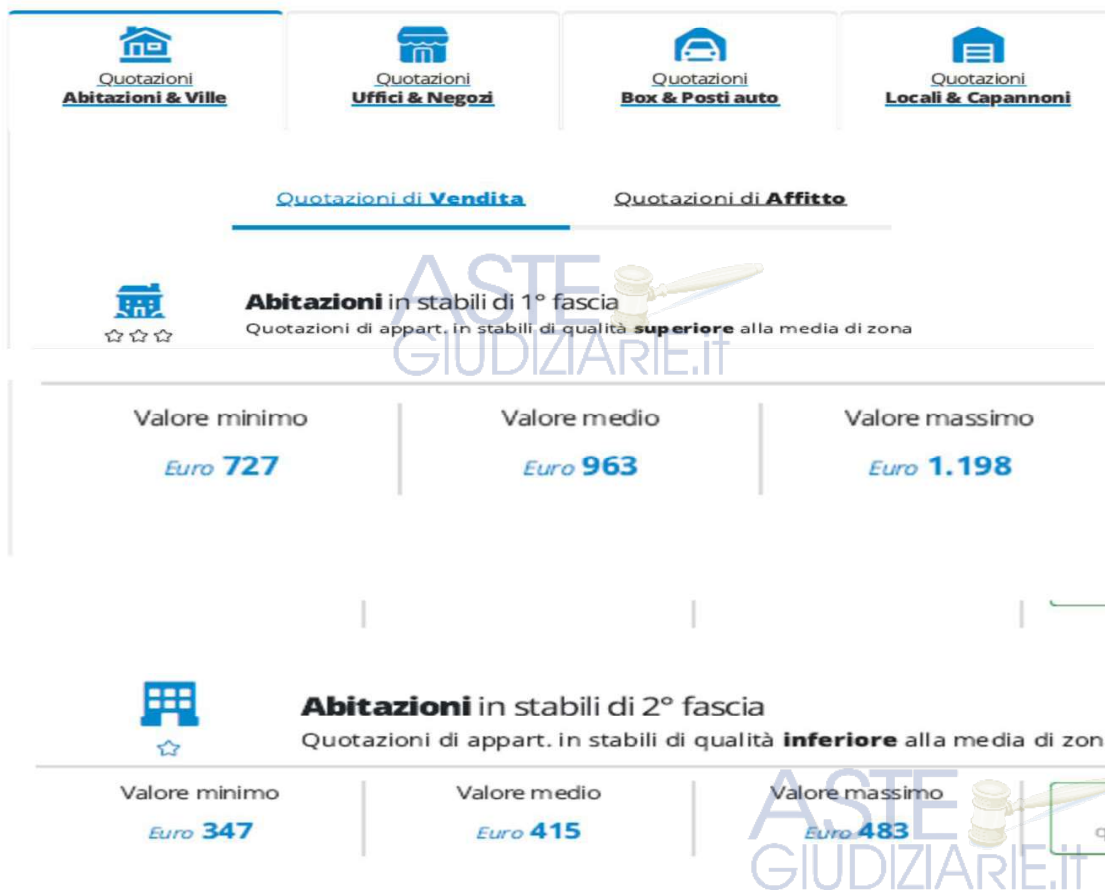 Quotazioni
Abitazioni & Ville
Quotazioni
Uffici & Negozi
Quotazioni
Box & Posti auto
Quotazioni
Locali & Capannoni
Quotazioni di Vendita
Quotazioni di Affitto
Abitazioni in stabili di 1° fascia
Quotazioni di appart. in stabili di qualità superiore alla media di zona
ASTE
GIUDIZIARIE.it
Valore minimo
Valore medio
Valore massimo
Euro 727
Euro 963
Euro 1.198
Abitazioni in stabili di 2° fascia
Quotazioni di appart. in stabili di qualità inferiore alla media di zon
Valore minimo
Valore medio
Valore massimo
Euro 347
Euro 415
Euro 483
q
ASTE
GIUDIZIARIE.it